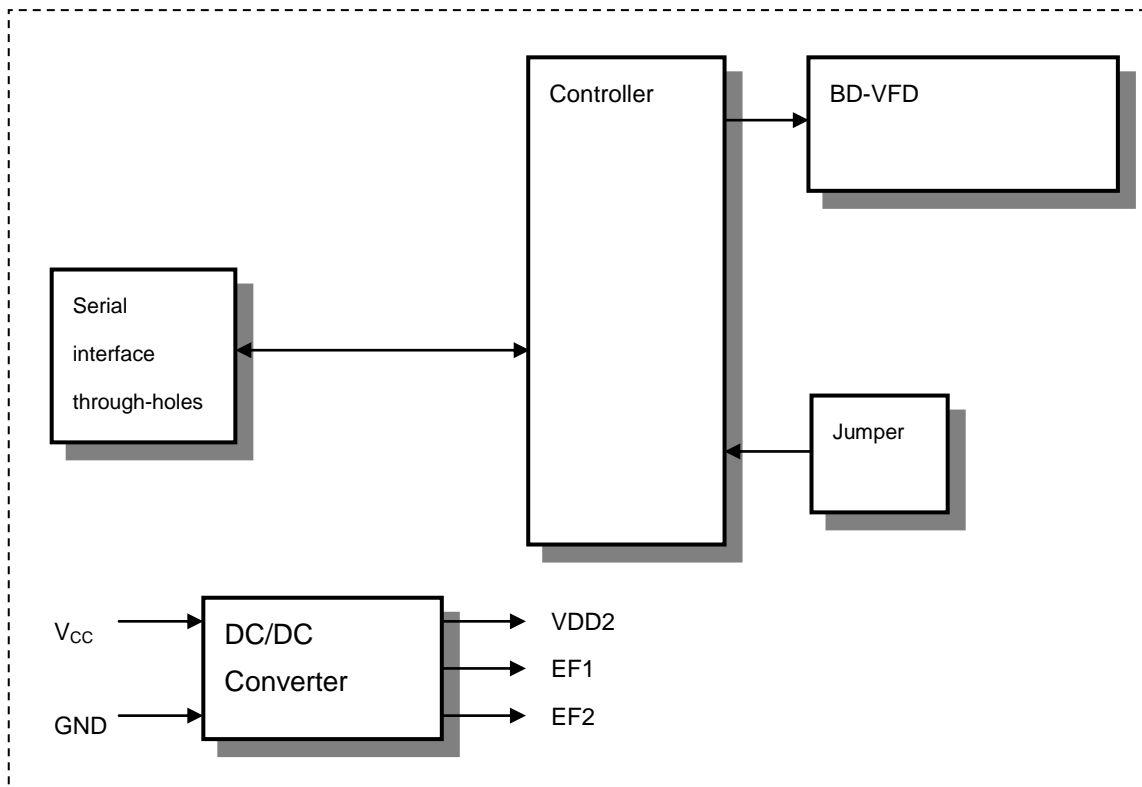 Controller
BD-VFD
Serial
interface
through-holes
Jumper
VCC
GND
DC/DC
Converter
VDD2
EF1
EF2